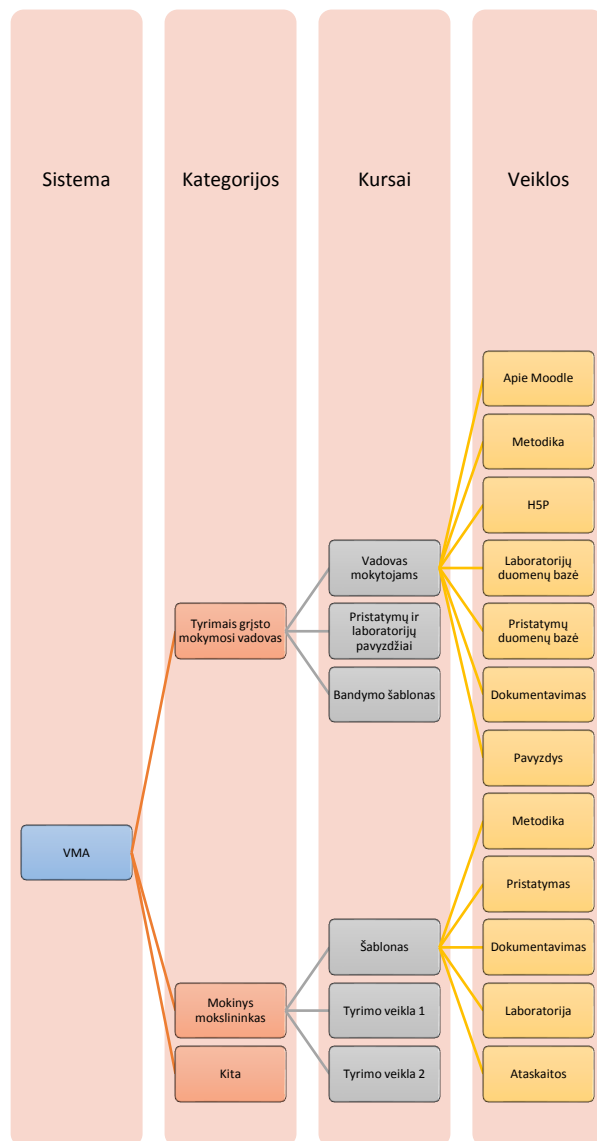 Sistema
Kategorijos
Kursai
Veiklos
VMA
Tyrimais grįsto
mokymosi vadovas
Mokinys
mokslininkas
Kita
Vadovas
mokytojams
Pristatymų ir
laboratorijų
pavyzdžiai
Bandymo šablonas
Šablonas
Tyrimo veikla 1
Tyrimo veikla 2
Apie Moodle
Metodika
H5P
Laboratorijų
duomenų bazė
Pristatymų
duomenų bazė
Dokumentavimas
Pavyzdys
Metodika
Pristatymas
Dokumentavimas
Laboratorija
Ataskaitos